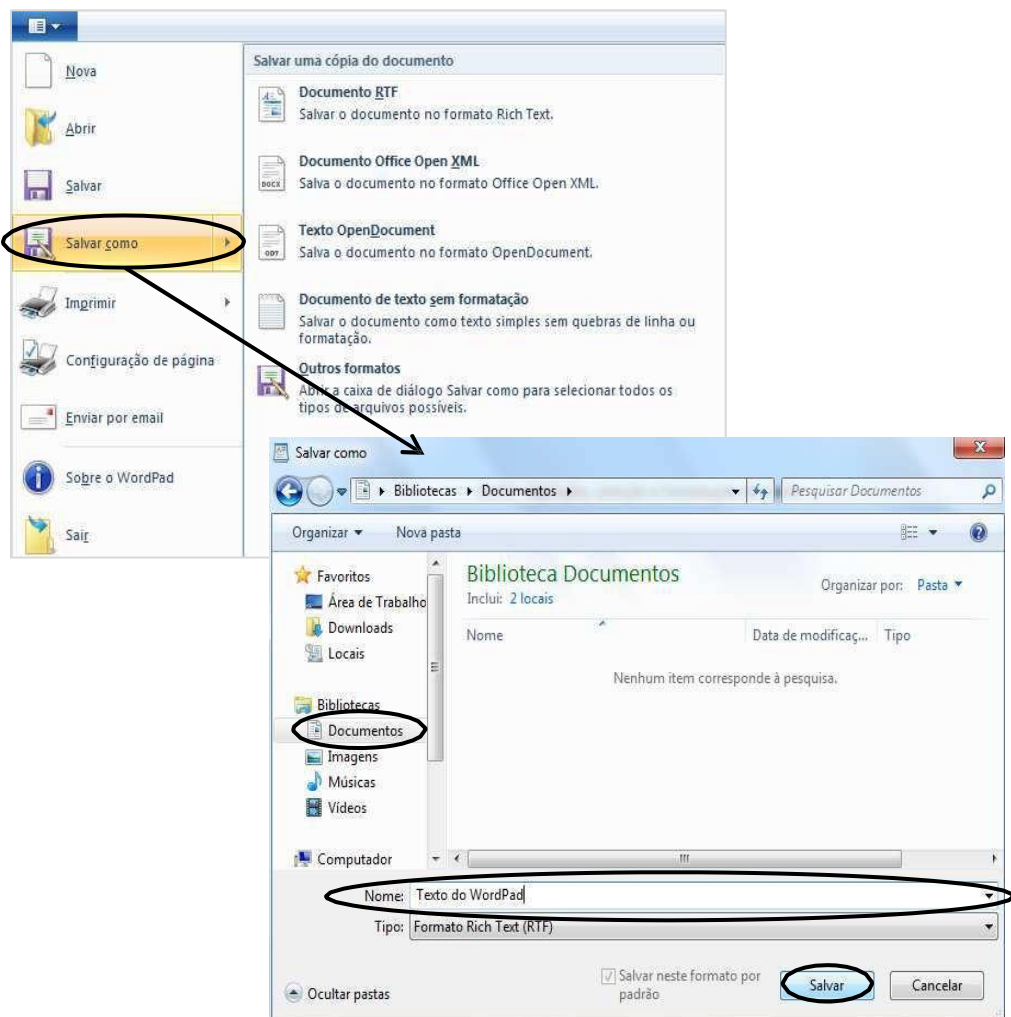 Nova
Abrir
Salvar
Salvar como
Imprimir
Configuração de página
Enviar por email
Sobre o WordPad
Sair
Salvar uma cópia do documento
Documento RTF
Salvar o documento no formato Rich Text.
DOCX
Documento Office Open XML
Salva o documento no formato Office Open XML.
ODT
Texto OpenDocument
Salva o documento no formato OpenDocument.
Documento de texto sem formatação
Salvar o documento como texto simples sem quebras de linha ou
formatação.
Outros formatos
Abrir a caixa de diálogo Salvar como para selecionar todos os
tipos de arquivos possíveis.
Salvar como
Bibliotecas Documentos
Pesquisar Documentos
Organizar Nova pasta
Favoritos
Área de Trabalho
Downloads
Locais
Bibliotecas
Documentos
Imagens
Músicas
Vídeos
Computador
Biblioteca Documentos
Inclui: 2 locais
Organizar por: Pasta
Nome Data de modificaç... Tipo
Nenhum item corresponde à pesquisa.
Nome: Texto do WordPad
Tipo: Formato Rich Text (RTF)
Ocultar pastas
Salvar neste formato por
padrão
Salvar
Cancelar